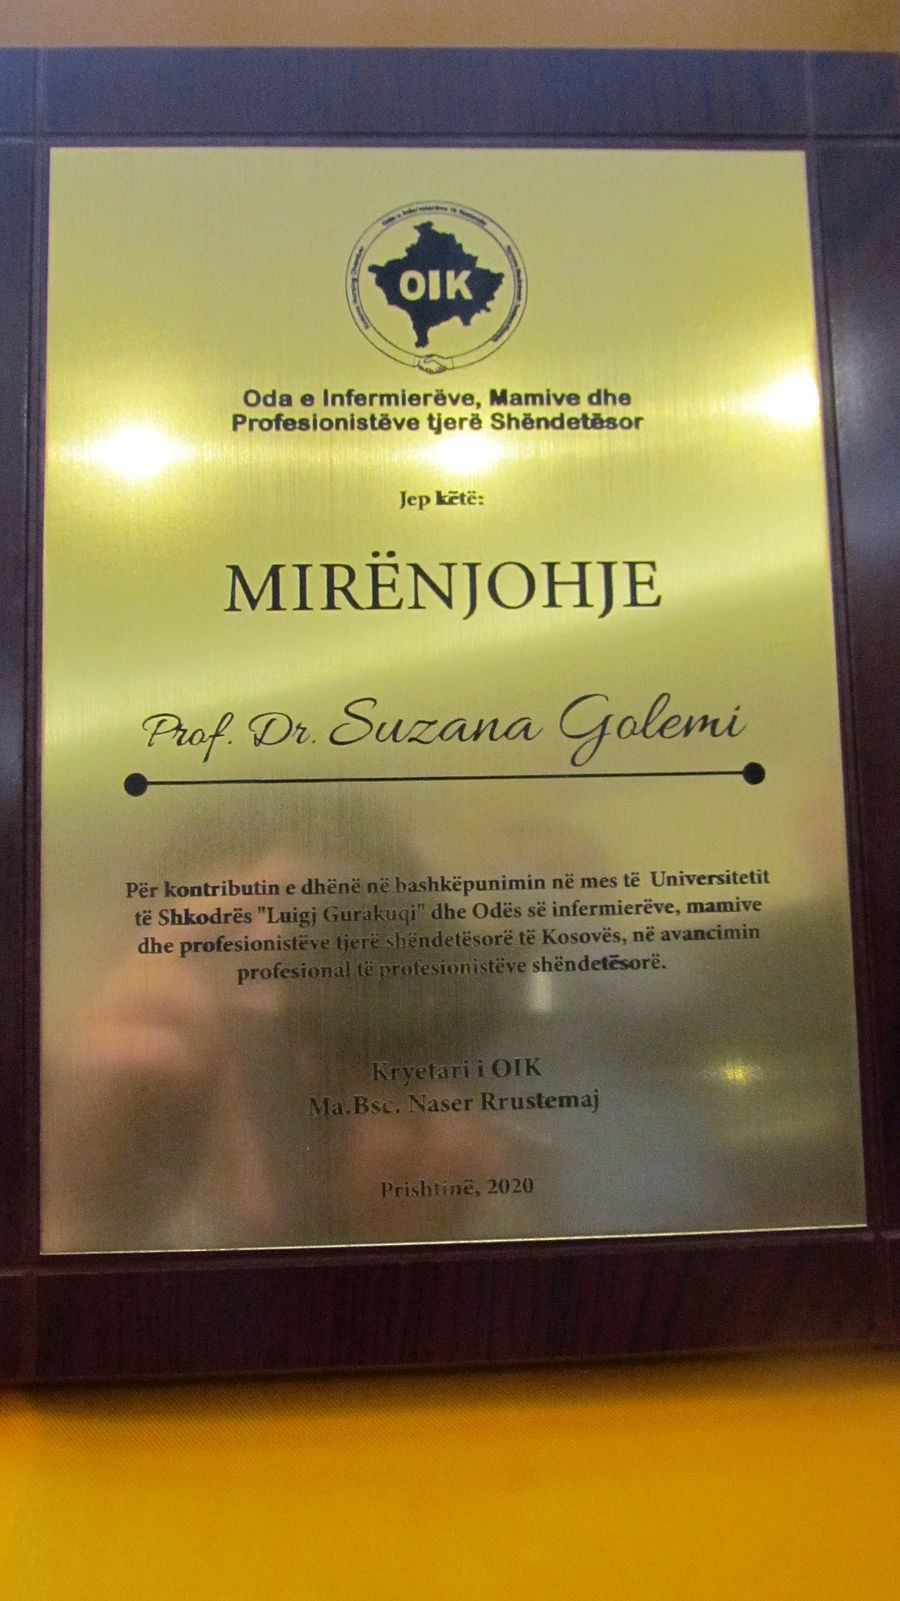 OIK
Oda e Infermierëve, Mamive dhe
Profesionistëve tjerë Shëndetësor
Jep këtë:
MIRËNJOHJE
Prof. Dr. Suzana Golemi
Për kontributin e dhënë në bashkëpunimin në mes të Universitetit
të Shkodrës "Luigj Gurakuqi" dhe Odës së infermierëve, mamive
dhe profesionistëve tjerë shëndetësorë të Kosovës, në avancimin
profesional të profesionistëve shëndetësorë.
Kryetari i OIK
Ma.Bsc. Naser Rrustemaj
Prishtinë, 2020